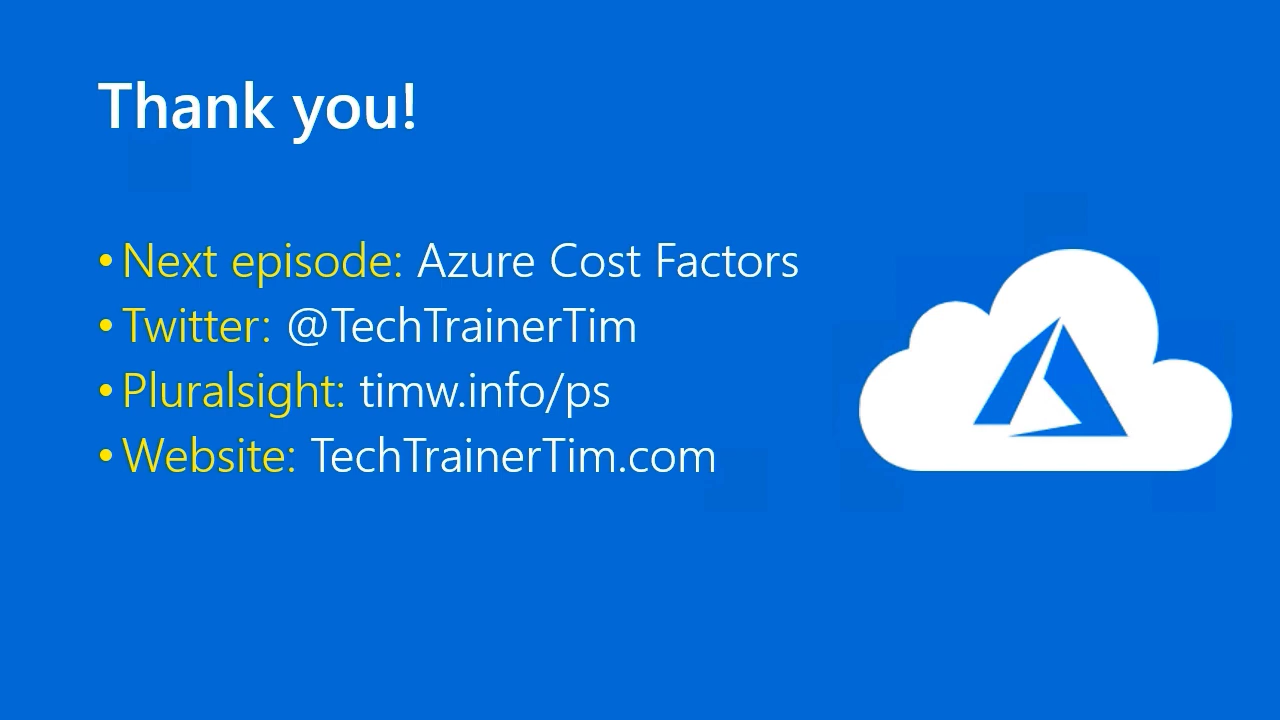 Thank you!
• Next episode: Azure Cost Factors
• Twitter: @TechTrainerTim
• Pluralsight: timw.info/ps
• Website: TechTrainerTim.com